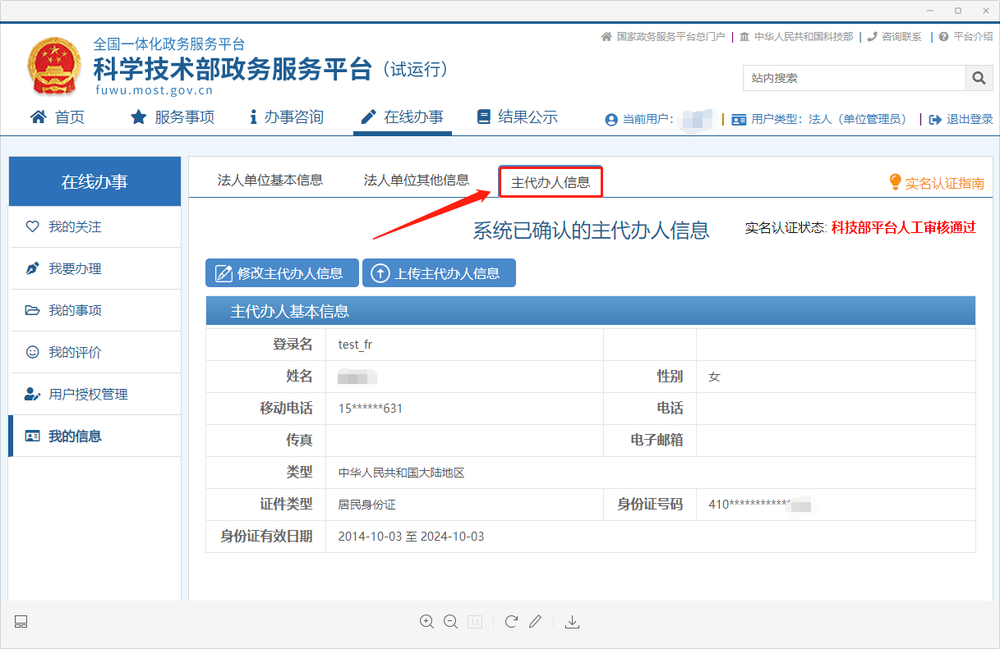 国家政务服务平台总门户 | 中华人民共和国科技部 | 咨询联系 | 平台介绍
全国一体化政务服务平台
科学技术部政务服务平台（试运行）
fuwu.most.gov.cn
站内搜索
首页 服务事项 办事咨询 在线办事 结果公示
当前用户： | 用户类型：法人（单位管理员） | 退出登录
在线办事
我的关注
我要办理
我的事项
我的评价
用户授权管理
我的信息
法人单位基本信息 法人单位其他信息 主代办人信息 实名认证指南
系统已确认的主代办人信息 实名认证状态: 科技部平台人工审核通过
修改主代办人信息 上传主代办人信息
主代办人基本信息
登录名 test_fr
姓名 性别 女
移动电话 15******631 电话
传真 电子邮箱
类型 中华人民共和国大陆地区
证件类型 居民身份证 身份证号码 410************
身份证有效日期 2014-10-03 至 2024-10-03